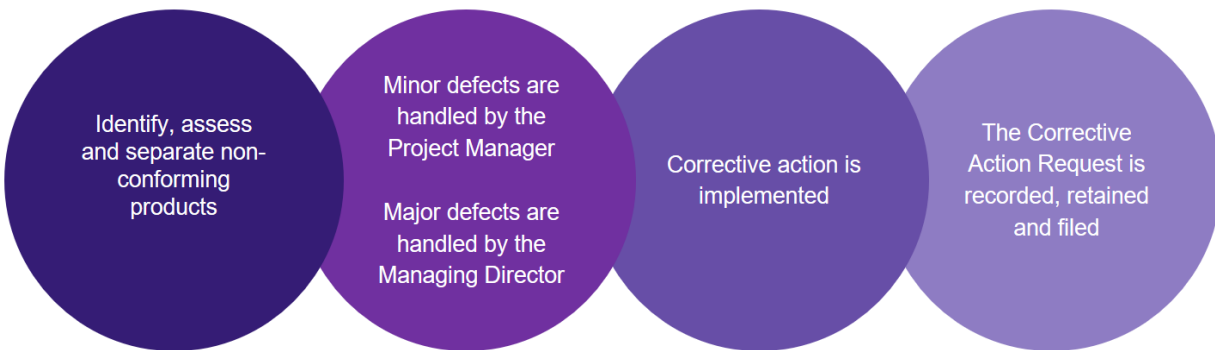 Identify, assess
and separate non-
conforming
products
Minor defects are
handled by the
Project Manager
Major defects are
handled by the
Managing Director
Corrective action is
implemented
The Corrective
Action Request is
recorded, retained
and filed